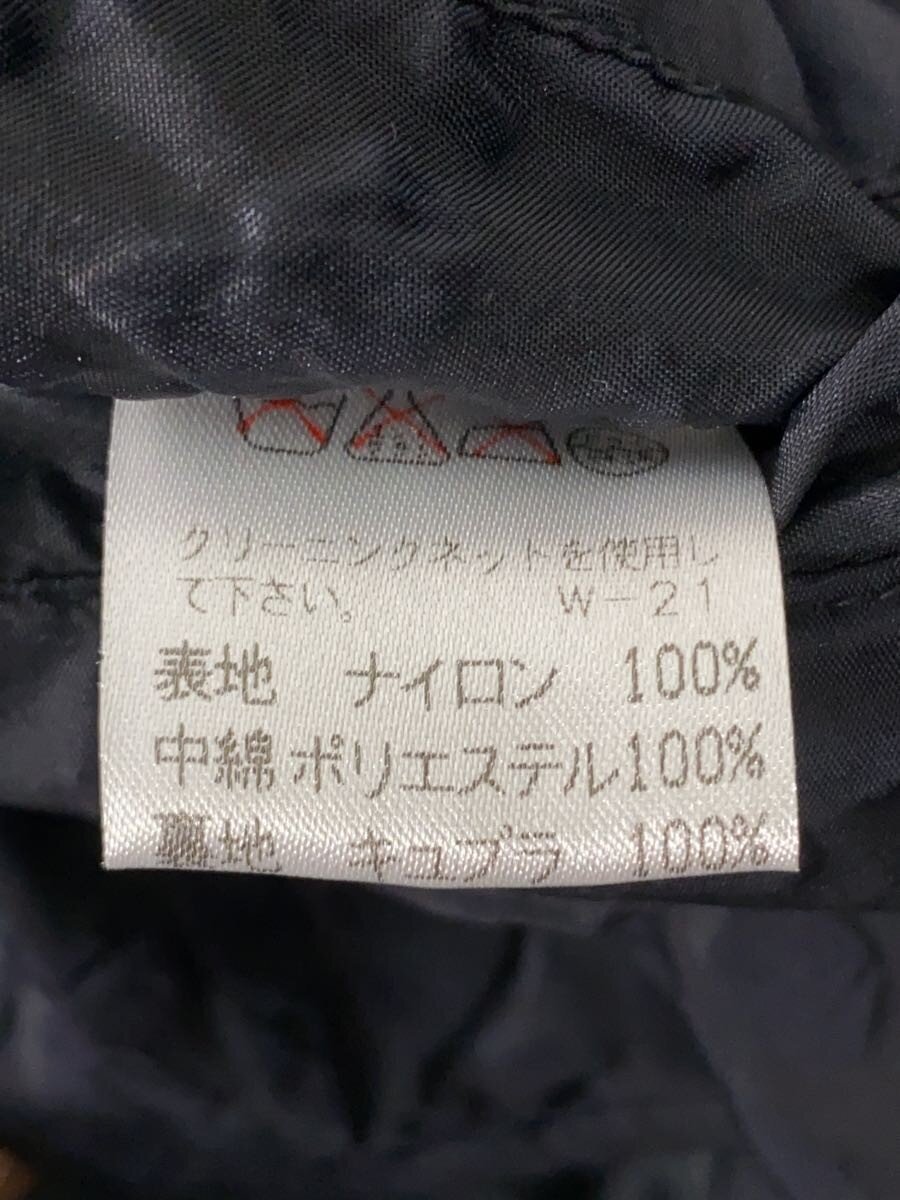 クリーニングネットを使用し
て下さい。 W-21
表地 ナイロン 100%
中綿 ポリエステル100%
裏地 キュプラ 100%